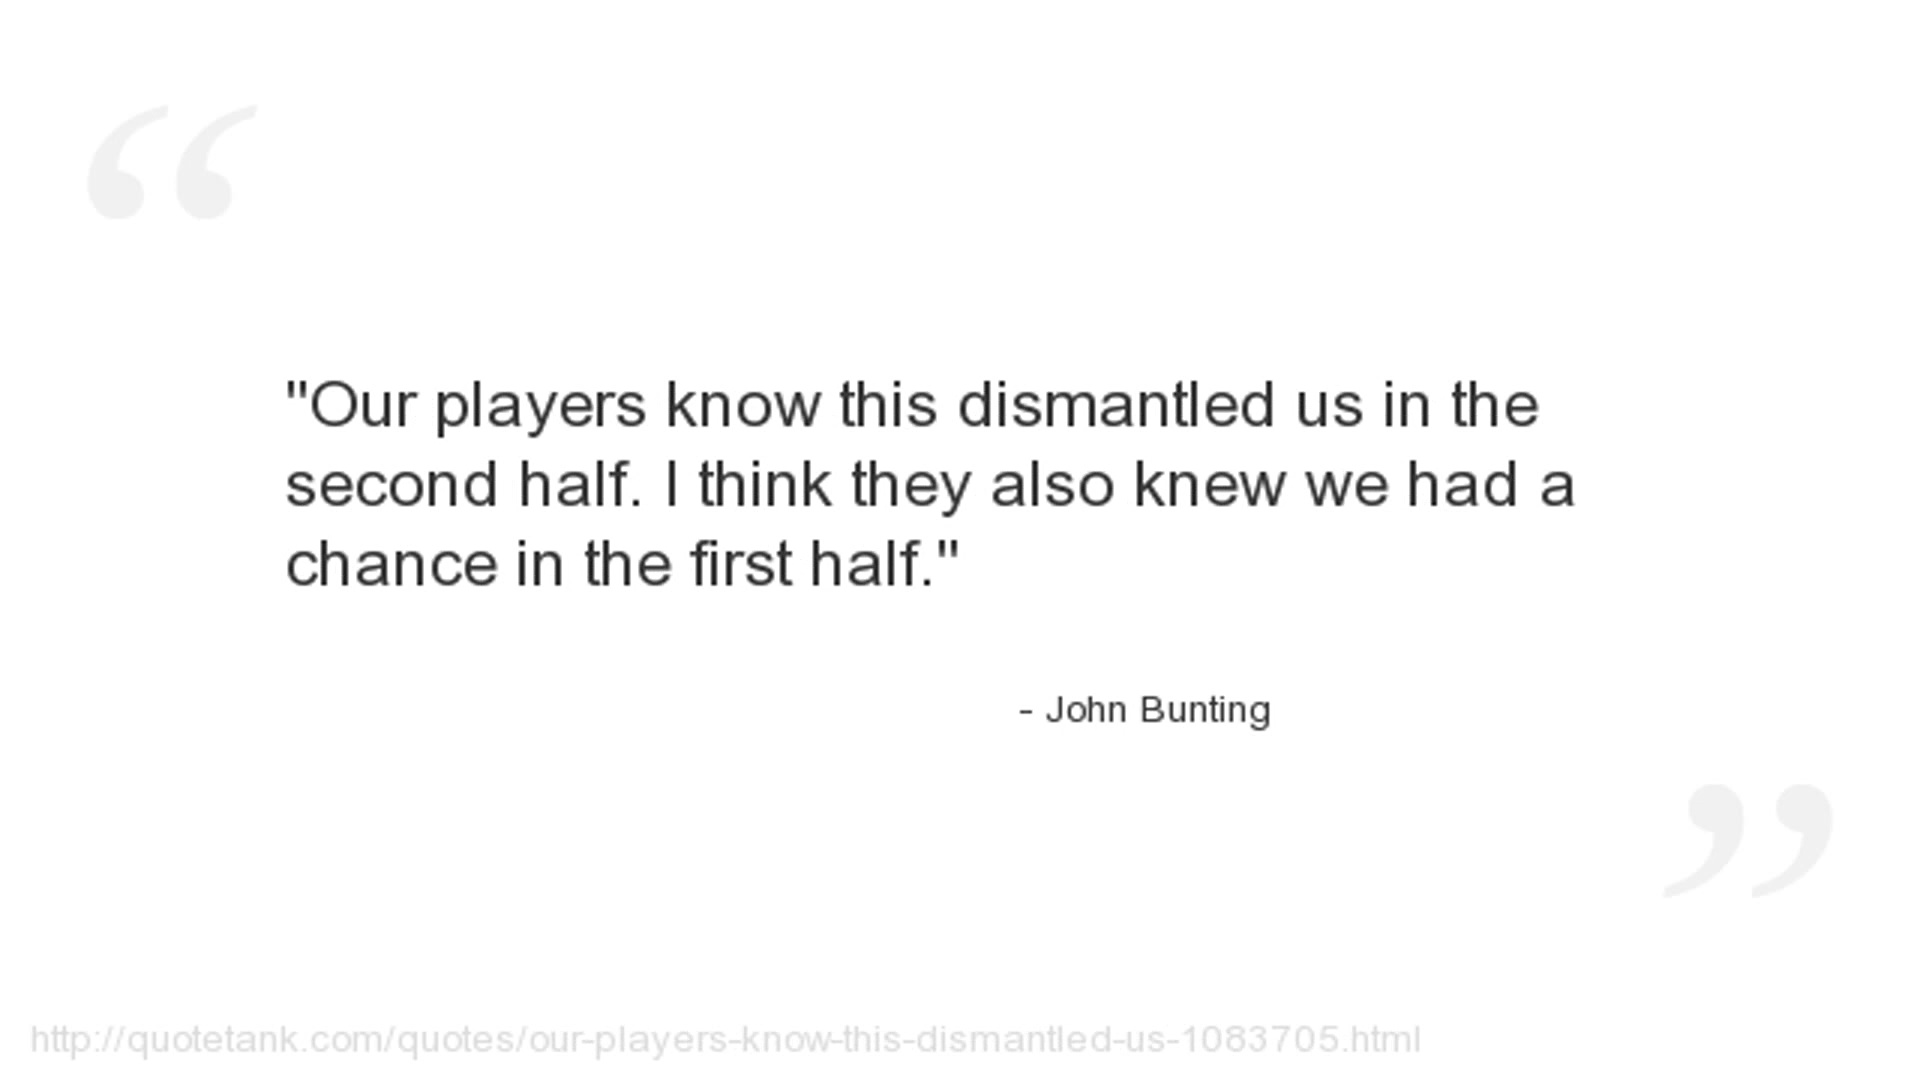 "Our players know this dismantled us in the
second half. I think they also knew we had a
chance in the first half."
- John Bunting
http://quotetank.com/quotes/our-players-know-this-dismantled-us-1083705.html